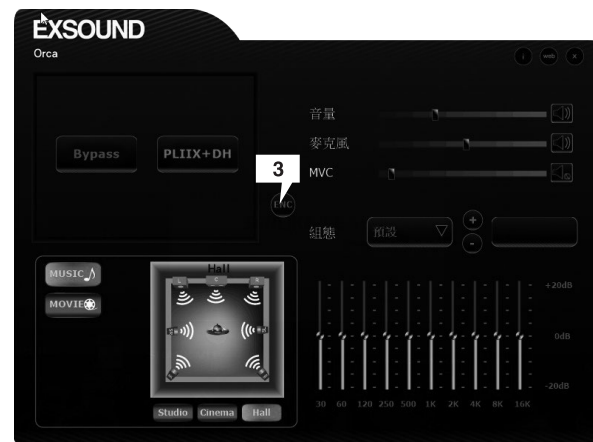 EXSOUND
Orca
i web x
音量
Bypass PLIIX+DH
麥克風
3
MVC
ENC
組態 預設 + -
MUSIC
MOVIE
Hall
L C R
Studio Cinema Hall
+20dB
0dB
-20dB
30 60 120 250 500 1K 2K 4K 8K 16K